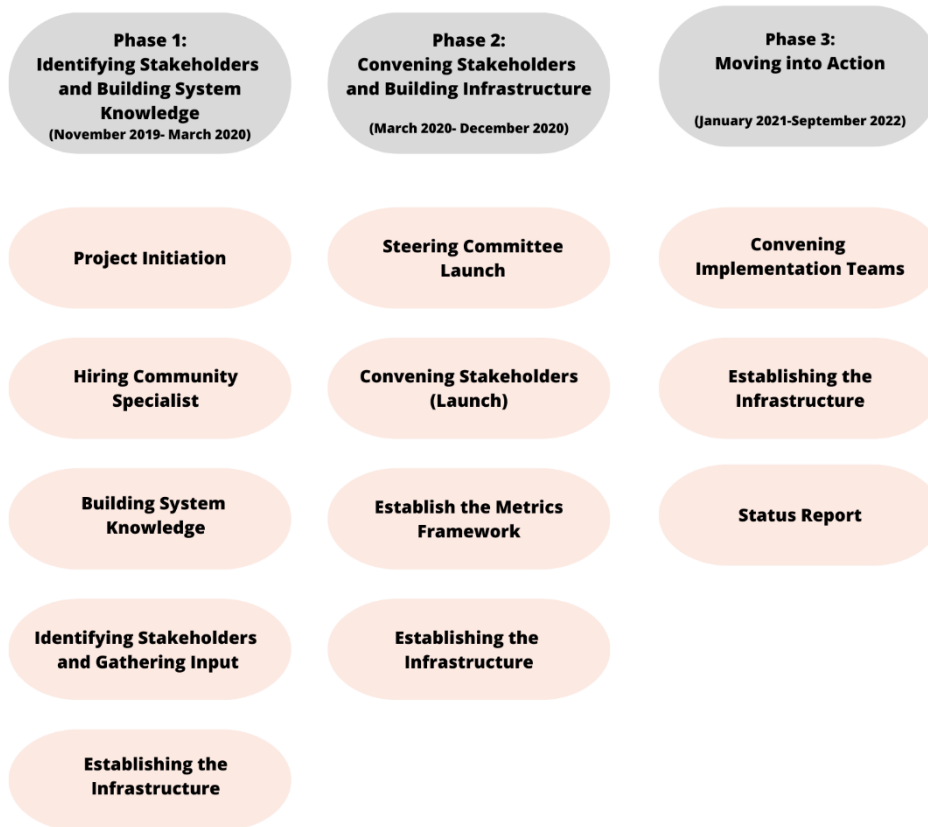 Phase 1:
Identifying Stakeholders
and Building System
Knowledge
(November 2019- March 2020)
Project Initiation
Hiring Community
Specialist
Building System
Knowledge
Identifying Stakeholders
and Gathering Input
Establishing the
Infrastructure
Phase 2:
Convening Stakeholders
and Building Infrastructure
(March 2020- December 2020)
Steering Committee
Launch
Convening Stakeholders
(Launch)
Establish the Metrics
Framework
Establishing the
Infrastructure
Phase 3:
Moving into Action
(January 2021-September 2022)
Convening
Implementation Teams
Establishing the
Infrastructure
Status Report